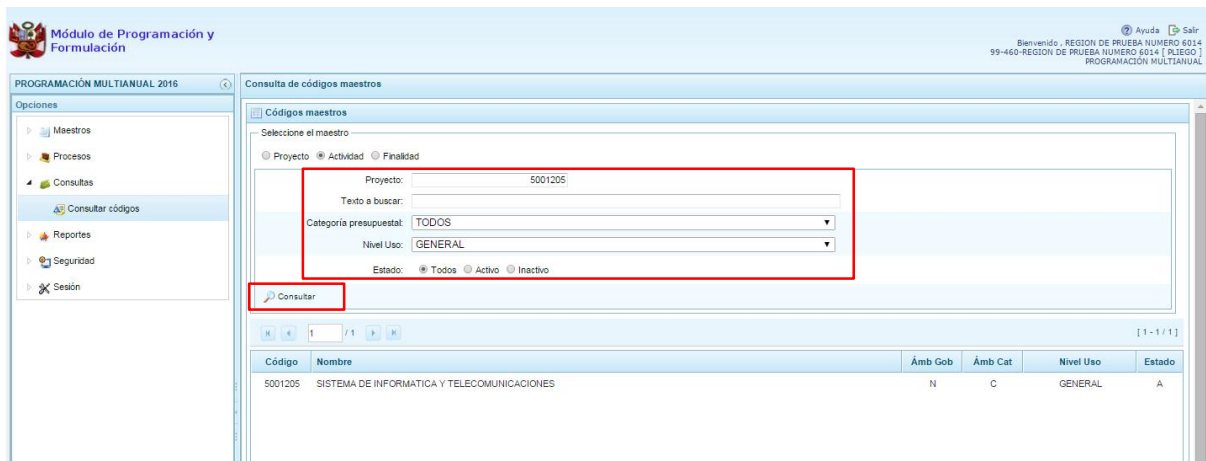 Módulo de Programación y
Formulación
Ayuda Salir
Bienvenido , REGION DE PRUEBA NUMERO 6014
99-460-REGION DE PRUEBA NUMERO 6014 [ PLIEGO ]
PROGRAMACIÓN MULTIANUAL
PROGRAMACIÓN MULTIANUAL 2016
Opciones
Maestros
Procesos
Consultas
Consultar códigos
Reportes
Seguridad
Sesión
Consulta de códigos maestros
Códigos maestros
Seleccione el maestro
Proyecto Actividad Finalidad
Proyecto: 5001205
Texto a buscar:
Categoría presupuestal: TODOS
Nivel Uso: GENERAL
Estado: Todos Activo Inactivo
Consultar
1 / 1 [ 1 - 1 / 1 ]
Código Nombre Ámb Gob Ámb Cat Nivel Uso Estado
5001205 SISTEMA DE INFORMATICA Y TELECOMUNICACIONES N C GENERAL A